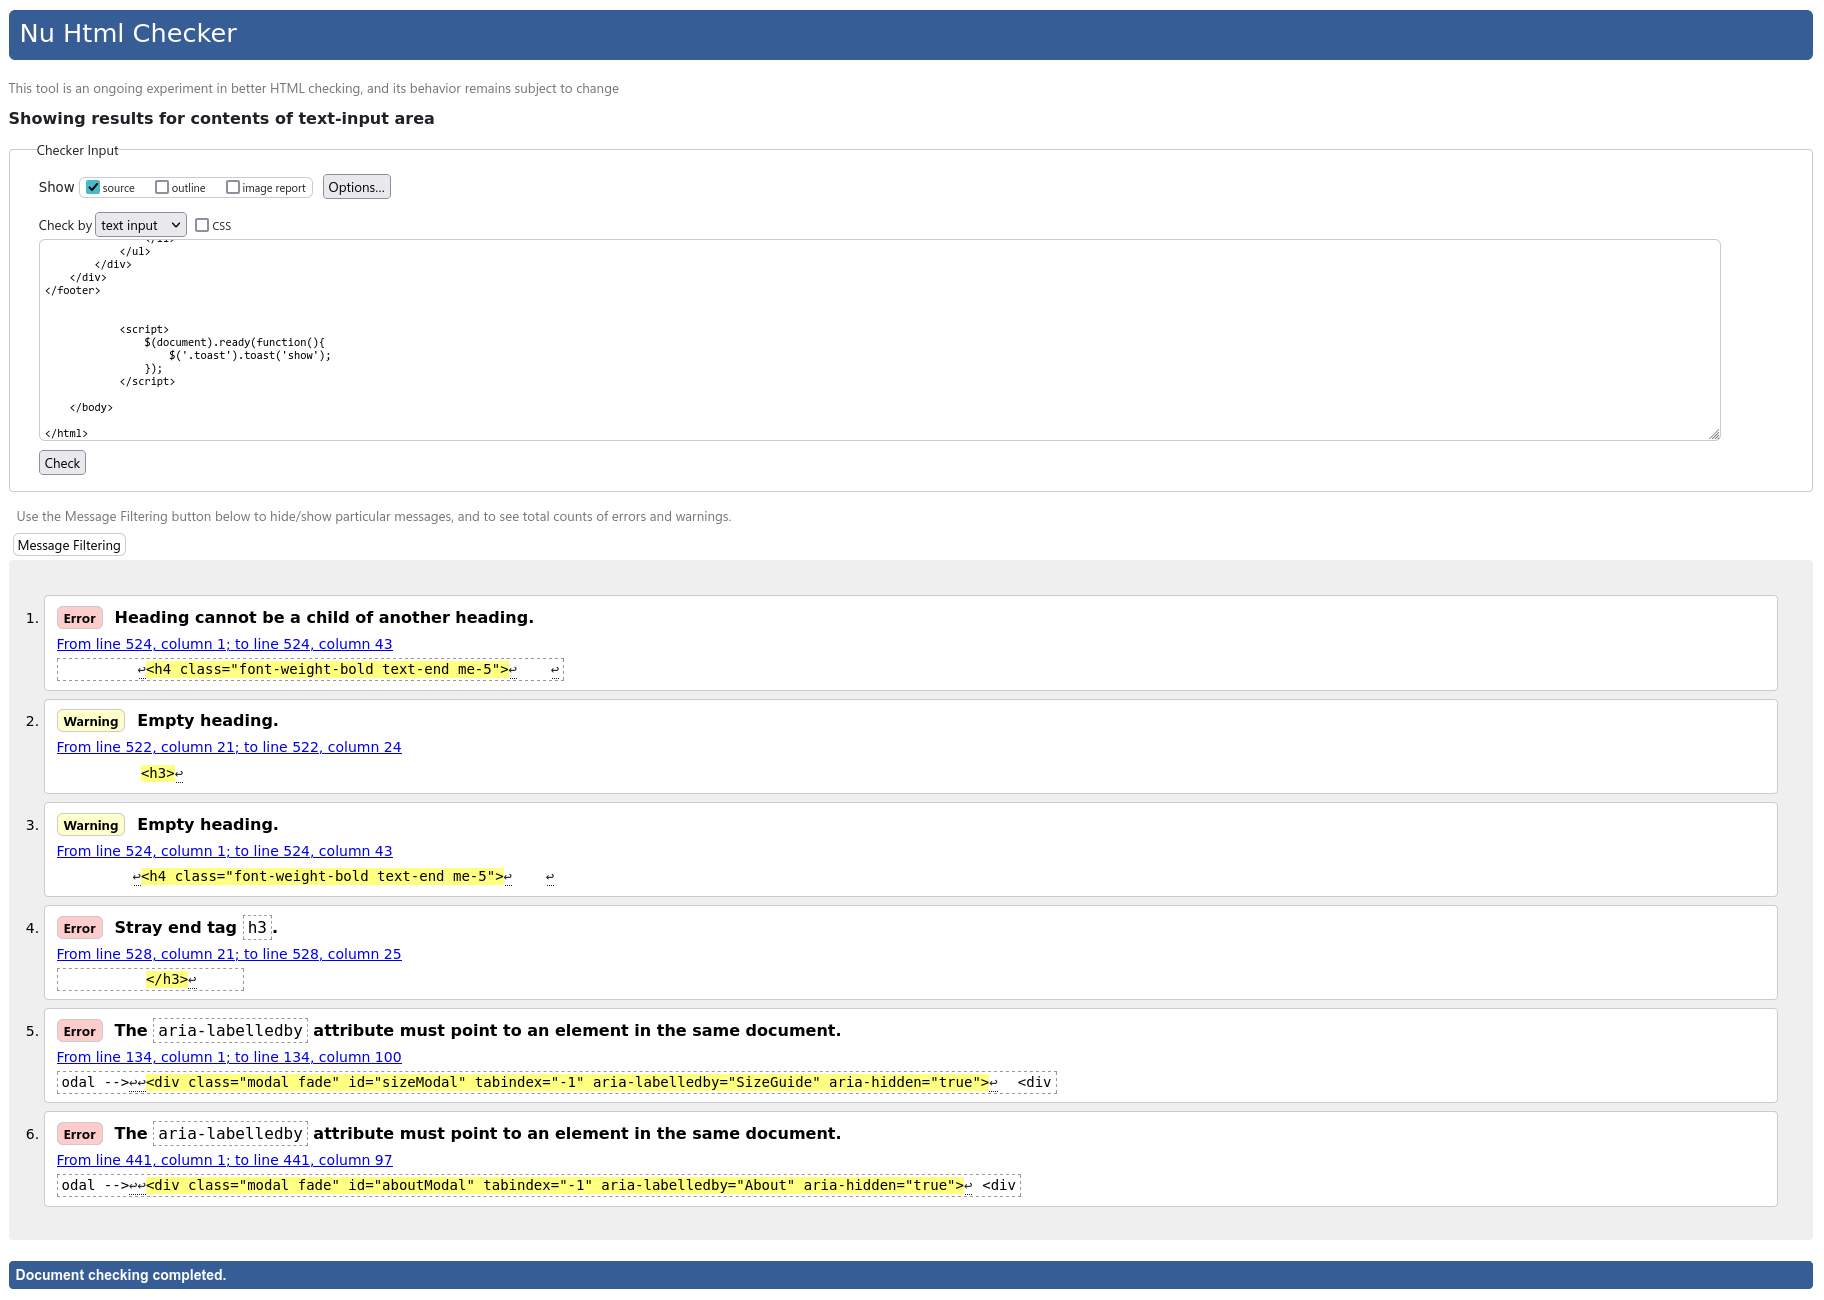 Nu Html Checker
This tool is an ongoing experiment in better HTML checking, and its behavior remains subject to change
Showing results for contents of text-input area
Checker Input
Show source outline image report Options...
Check by text input CSS
</ul>
</div>
</div>
</footer>
<script>
$(document).ready(function(){
$('.toast').toast('show');
});
</script>
</body>
</html>
Check
Use the Message Filtering button below to hide/show particular messages, and to see total counts of errors and warnings.
Message Filtering
1. Error Heading cannot be a child of another heading.
From line 524, column 1; to line 524, column 43
↩<h4 class="font-weight-bold text-end me-5">↩ ↩
2. Warning Empty heading.
From line 522, column 21; to line 522, column 24
<h3>↩
3. Warning Empty heading.
From line 524, column 1; to line 524, column 43
↩<h4 class="font-weight-bold text-end me-5">↩ ↩
4. Error Stray end tag h3.
From line 528, column 21; to line 528, column 25
</h3>↩
5. Error The aria-labelledby attribute must point to an element in the same document.
From line 134, column 1; to line 134, column 100
odal -->↩↩<div class="modal fade" id="sizeModal" tabindex="-1" aria-labelledby="SizeGuide" aria-hidden="true">↩ <div
6. Error The aria-labelledby attribute must point to an element in the same document.
From line 441, column 1; to line 441, column 97
odal -->↩↩<div class="modal fade" id="aboutModal" tabindex="-1" aria-labelledby="About" aria-hidden="true">↩ <div
Document checking completed.